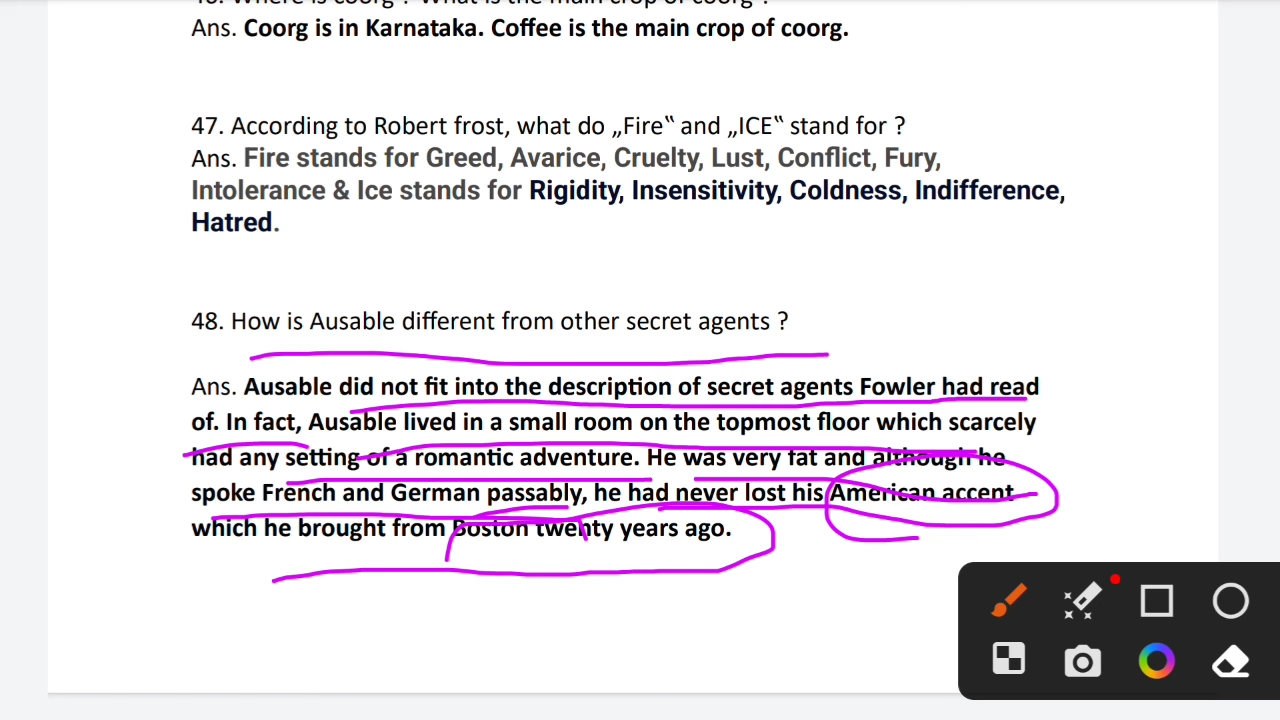 Ans. Coorg is in Karnataka. Coffee is the main crop of coorg.
47. According to Robert frost, what do „Fire‟ and „ICE‟ stand for ?
Ans. Fire stands for Greed, Avarice, Cruelty, Lust, Conflict, Fury,
Intolerance & Ice stands for Rigidity, Insensitivity, Coldness, Indifference,
Hatred.
48. How is Ausable different from other secret agents ?
Ans. Ausable did not fit into the description of secret agents Fowler had read
of. In fact, Ausable lived in a small room on the topmost floor which scarcely
had any setting of a romantic adventure. He was very fat and although he
spoke French and German passably, he had never lost his American accent
which he brought from Boston twenty years ago.